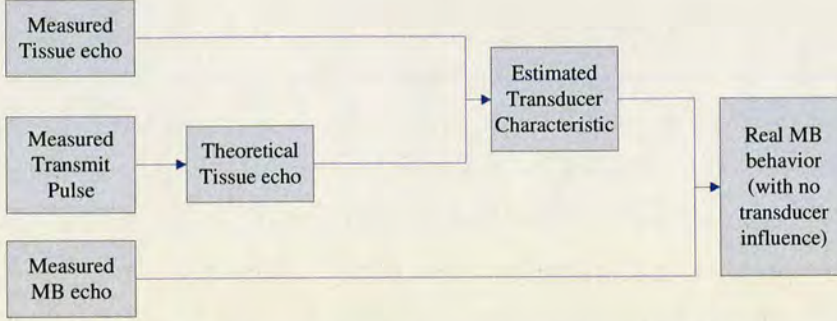 Measured
Tissue echo
Measured
Transmit
Pulse
Theoretical
Tissue echo
Measured
MB echo
Estimated
Transducer
Characteristic
Real MB
behavior
(with no
transducer
influence)